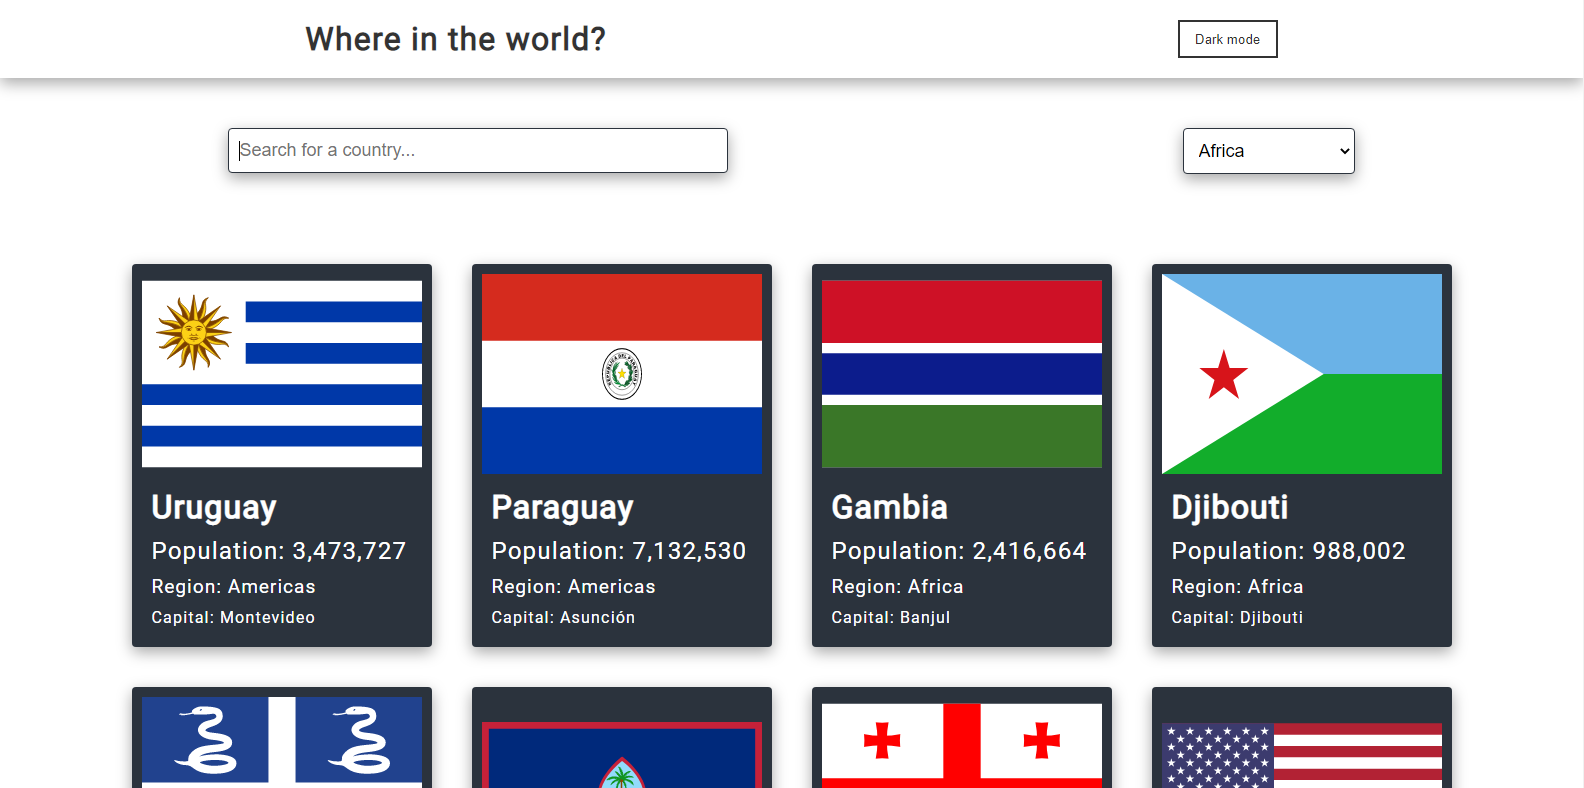 Where in the world?
Dark mode
Search for a country...
Africa
Uruguay
Population: 3,473,727
Region: Americas
Capital: Montevideo
Paraguay
Population: 7,132,530
Region: Americas
Capital: Asunción
Gambia
Population: 2,416,664
Region: Africa
Capital: Banjul
Djibouti
Population: 988,002
Region: Africa
Capital: Djibouti